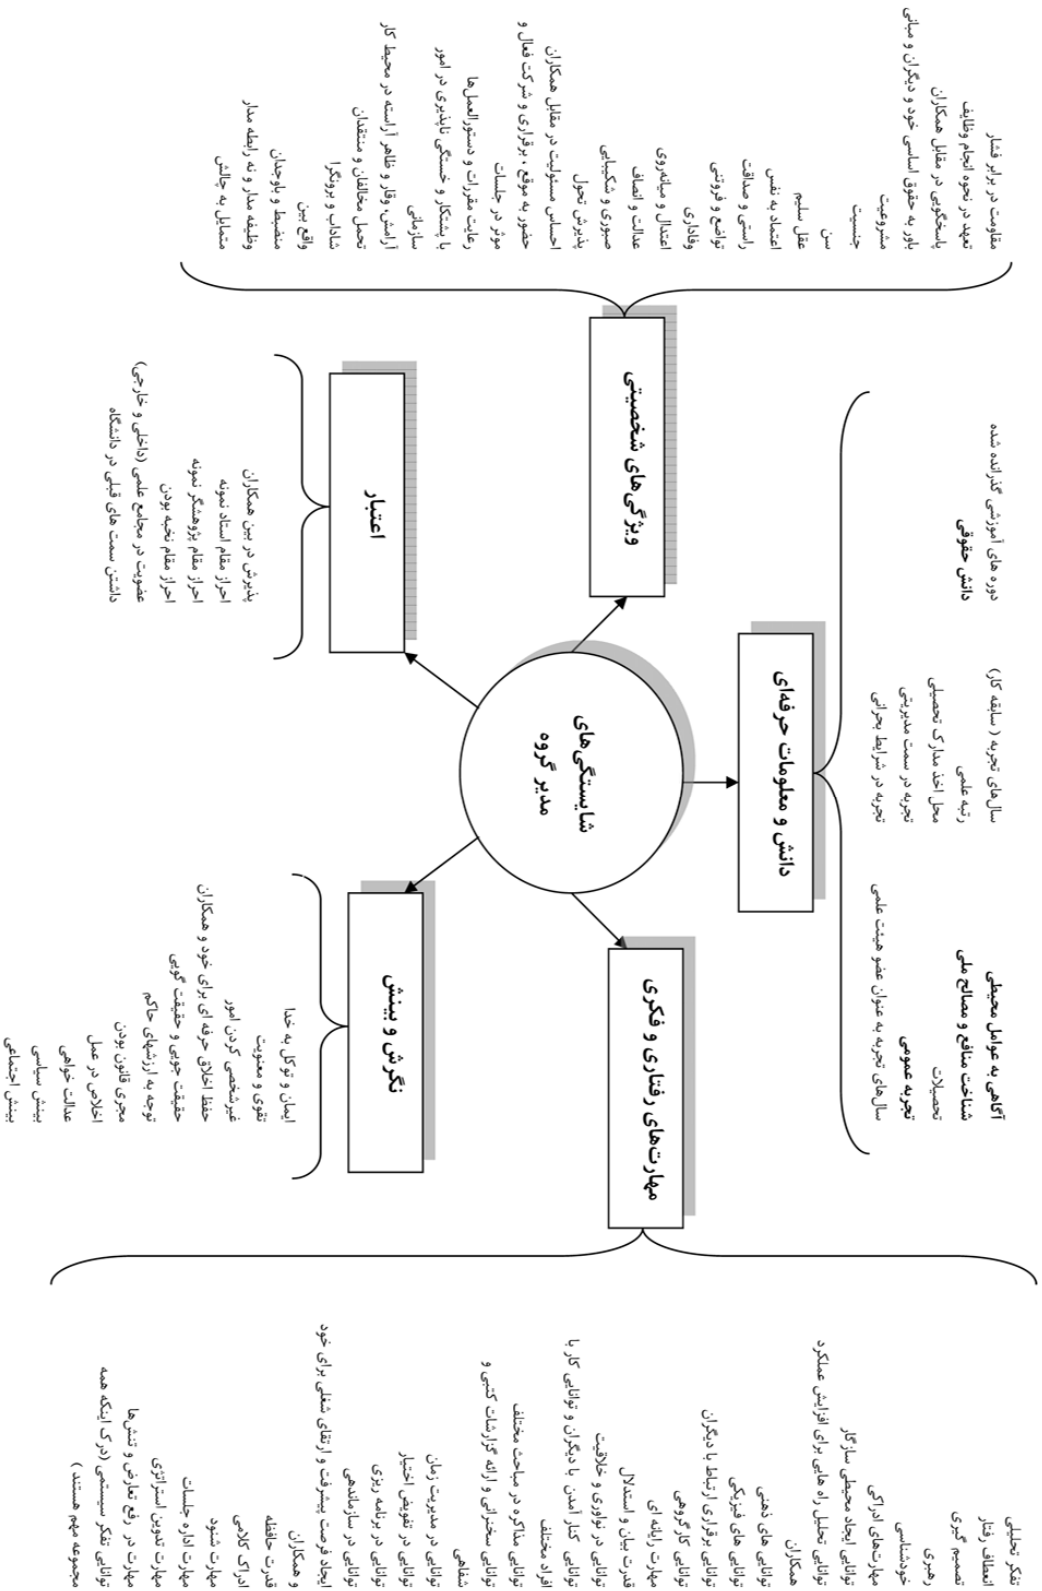 شایستگی‌های
مدیر گروه
دانش و معلومات حرفه‌ای
دوره های آموزشی گذرانده شده
دانش حقوقی
سال‌های تجربه ( سابقه کار)
رتبه علمی
محل اخذ مدارک تحصیلی
تجربه در سمت مدیریتی
تجربه در شرایط بحرانی
آگاهی به عوامل محیطی
شناخت منافع و مصالح ملی
تحصیلات
تجربه عمومی
سال‌های تجربه به عنوان عضو هیئت علمی
ویژگی‌های شخصیتی
مقاومت در برابر فشار
تعهد در نحوه انجام وظایف
پاسخگویی در مقابل همکاران
باور به حقوق اساسی خود و دیگران و مبانی
مشروعیت
جنسیت
سن
عقل سلیم
اعتماد به نفس
راستی و صداقت
تواضع و فروتنی
وفاداری
اعتدال و میانه‌روی
عدالت و انصاف
صبوری و شکیبایی
پذیرش تحول
احساس مسئولیت در مقابل همکاران
حضور به موقع ، برقراری و شرکت فعال و
موثر در جلسات
رعایت مقررات و دستورالعمل‌ها
با پشتکار و خستگی ناپذیری در امور
سازمانی
آرامش، وقار و ظاهر آراسته در محیط کار
تحمل مخالفان و منتقدان
شاداب و برونگرا
واقع بین
منضبط و باوجدان
وظیفه مدار و نه رابطه مدار
متمایل به چالش
اعتبار
پذیرش در بین همکاران
احراز مقام استاد نمونه
احراز مقام پژوهشگر نمونه
احراز مقام نخبه بودن
عضویت در مجامع علمی (داخلی و خارجی)
داشتن سمت های قبلی در دانشگاه
مهارت‌های رفتاری و فکری
تفکر تحلیلی
انعطاف رفتار
تصمیم گیری
رهبری
خودشناسی
مهارت‌های ادراکی
توانایی ایجاد محیطی سازگار
توانایی تحلیل راه هایی برای افزایش عملکرد
همکاران
توانایی های ذهنی
توانایی های فیزیکی
توانایی برقراری ارتباط با دیگران
توانایی کارگروهی
مهارت رایانه ای
قدرت بیان و استدلال
توانایی در نوآوری و خلاقیت
توانایی کنار آمدن با دیگران و توانایی کار با
افراد مختلف
توانایی مذاکره در مباحث مختلف
توانایی سخنرانی و ارائه گزارشات کتبی و
شفاهی
توانایی در مدیریت زمان
توانایی در تفویض اختیار
توانایی در برنامه ریزی
توانایی در سازماندهی
ایجاد فرصت پیشرفت و ارتقای شغلی برای خود
و همکاران
قدرت حافظه
ادراک کلامی
مهارت شنود
مهارت اداره جلسات
مهارت تدوین استراتژی
مهارت در رفع تعارض و تنش‌ها
توانایی تفکر سیستمی (درک اینکه همه
مجموعه مهم هستند )
نگرش و بینش
ایمان و توکل به خدا
تقوی و معنویت
غیرشخصی کردن امور
حفظ اخلاق حرفه ای برای خود و همکاران
حقیقت جویی و حقیقت گویی
توجه به ارزشهای حاکم
مجری قانون بودن
اخلاص در عمل
عدالت خواهی
بینش سیاسی
بینش اجتماعی